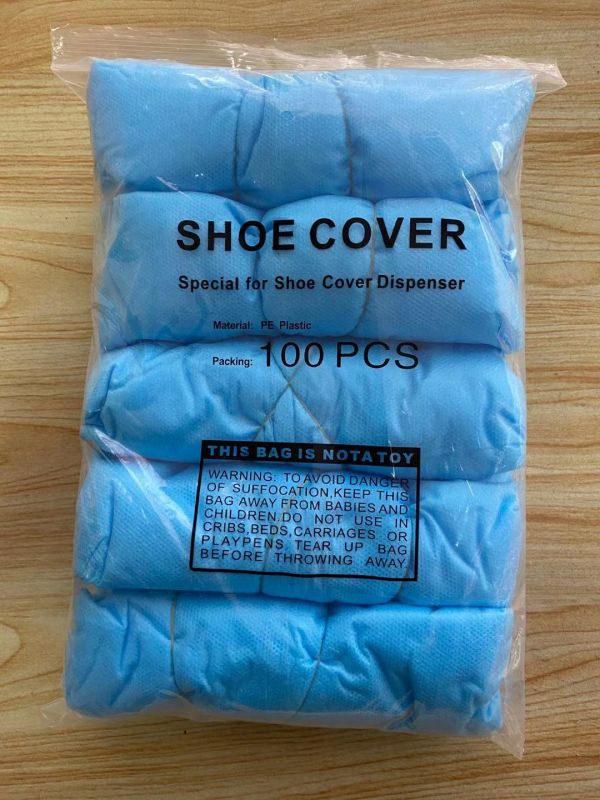 SHOE COVER
Special for Shoe Cover Dispenser
Material: PE Plastic
Packing: 100 PCS
THIS BAG IS NOT A TOY
WARNING: TO AVOID DANGER
OF SUFFOCATION,KEEP THIS
BAG AWAY FROM BABIES AND
CHILDREN.DO NOT USE IN
CRIBS,BEDS,CARRIAGES OR
PLAYPENS TEAR UP BAG
BEFORE THROWING AWAY